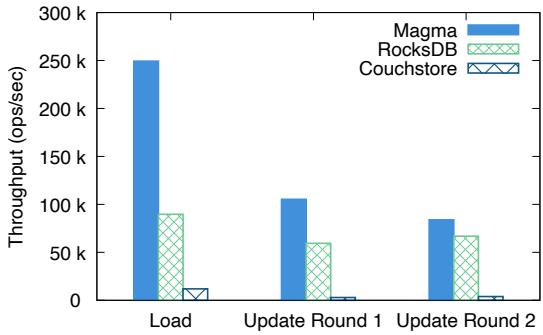 300 k
250 k
200 k
150 k
100 k
50 k
0
Throughput (ops/sec)
Magma
RocksDB
Couchstore
Load Update Round 1 Update Round 2